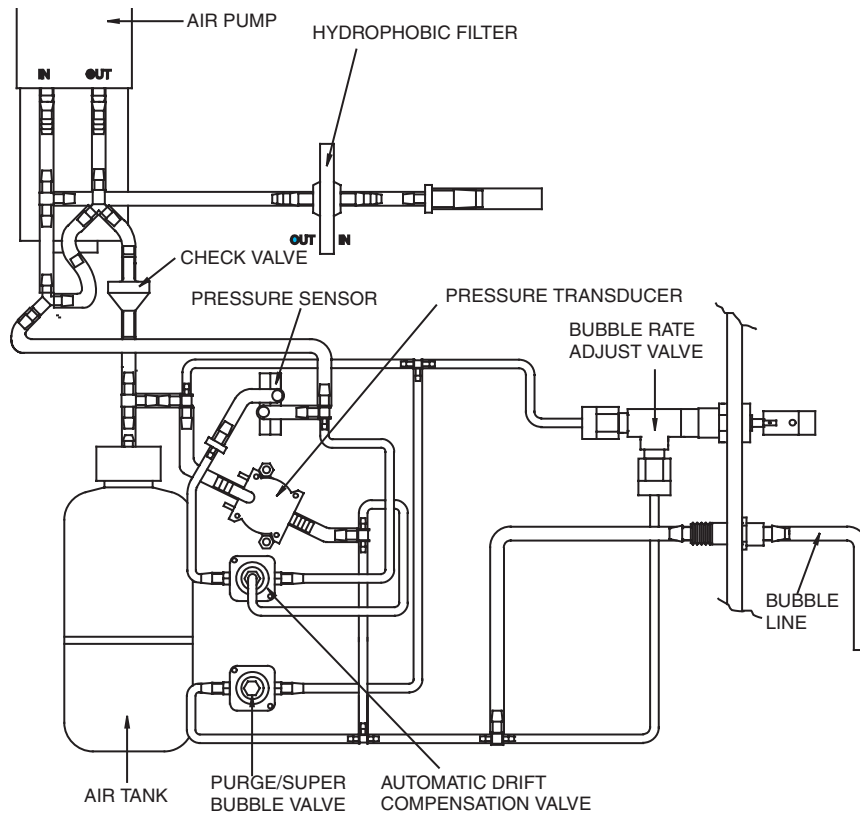 AIR PUMP
HYDROPHOBIC FILTER
IN
OUT
OUT
IN
CHECK VALVE
PRESSURE SENSOR
PRESSURE TRANSDUCER
BUBBLE RATE
ADJUST VALVE
BUBBLE
LINE
AIR TANK
PURGE/SUPER
BUBBLE VALVE
AUTOMATIC DRIFT
COMPENSATION VALVE